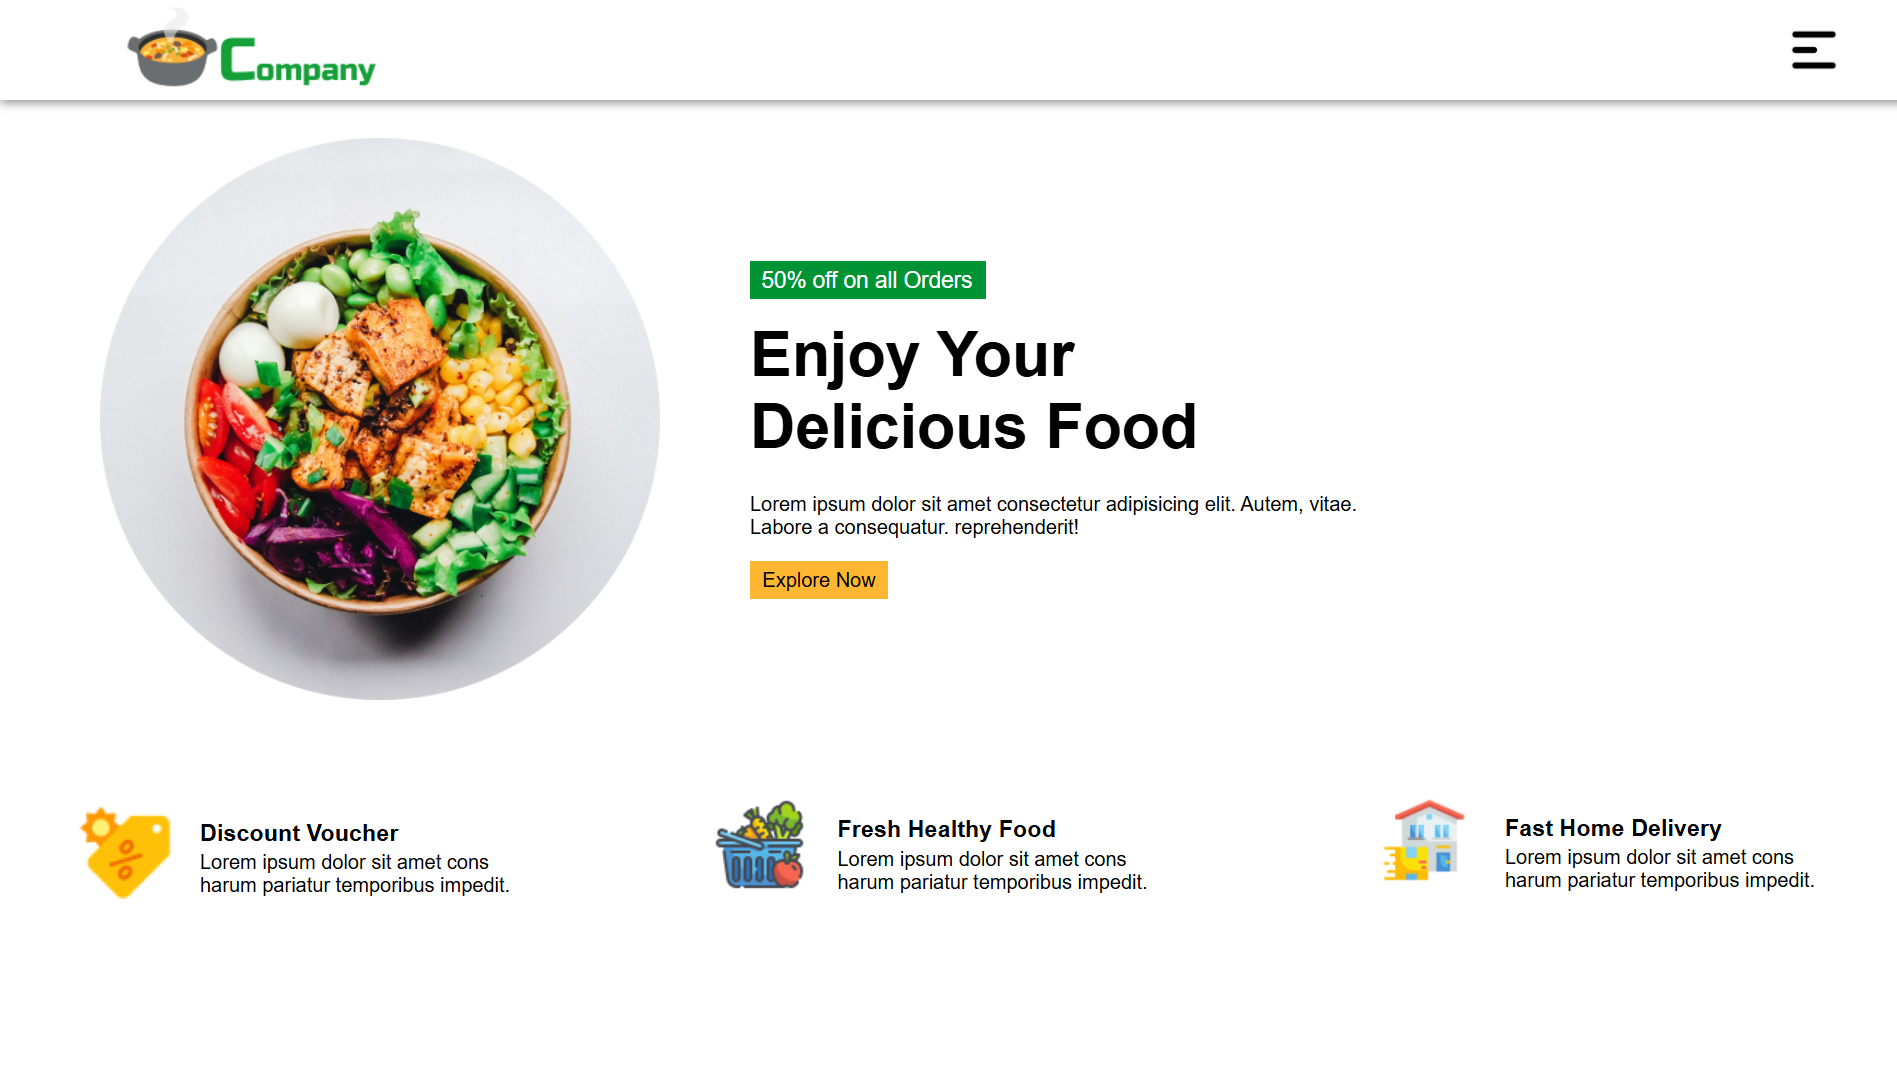 Company
50% off on all Orders
Enjoy Your
Delicious Food
Lorem ipsum dolor sit amet consectetur adipisicing elit. Autem, vitae.
Labore a consequatur. reprehenderit!
Explore Now
Discount Voucher
Lorem ipsum dolor sit amet cons
harum pariatur temporibus impedit.
Fresh Healthy Food
Lorem ipsum dolor sit amet cons
harum pariatur temporibus impedit.
Fast Home Delivery
Lorem ipsum dolor sit amet cons
harum pariatur temporibus impedit.